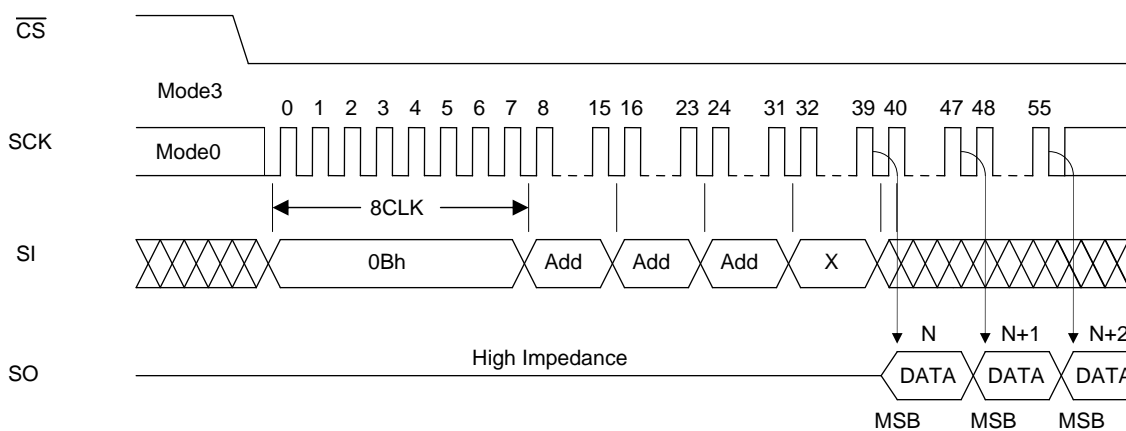 CS
Mode3
0 1 2 3 4 5 6 7 8 15 16 23 24 31 32 39 40 47 48 55
SCK
Mode0
8CLK
SI
0Bh Add Add Add X
N N+1 N+2
High Impedance
SO
DATA DATA DATA
MSB MSB MSB